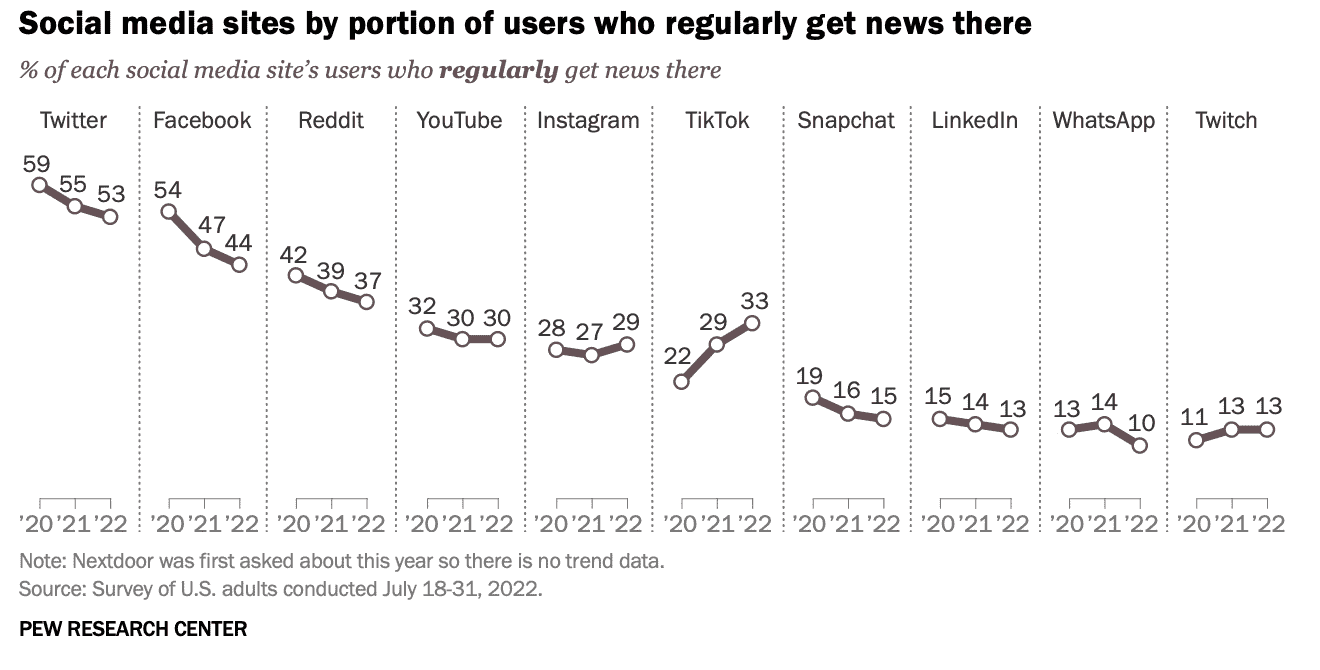 Social media sites by portion of users who regularly get news there
% of each social media site's users who regularly get news there
Twitter Facebook Reddit YouTube Instagram TikTok Snapchat LinkedIn WhatsApp Twitch
59 55 53 54 47 44 42 39 37 32 30 30 28 27 29 22 29 33 19 16 15 15 14 13 13 14 10 11 13 13
’20 ’21 ’22 ’20 ’21 ’22 ’20 ’21 ’22 ’20 ’21 ’22 ’20 ’21 ’22 ’20 ’21 ’22 ’20 ’21 ’22 ’20 ’21 ’22 ’20 ’21 ’22 ’20 ’21 ’22
Note: Nextdoor was first asked about this year so there is no trend data.
Source: Survey of U.S. adults conducted July 18-31, 2022.
PEW RESEARCH CENTER